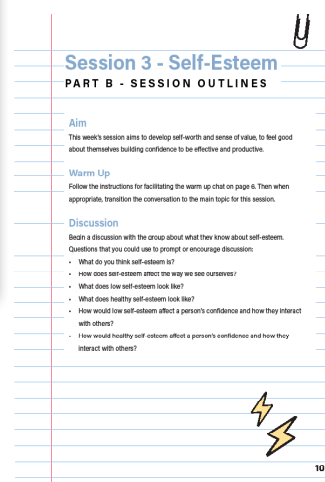 Session 3 - Self-Esteem
PART B - SESSION OUTLINES
Aim
This week's session aims to develop self-worth and sense of value, to feel good
about themselves building confidence to be effective and productive.
Warm Up
Follow the instructions for facilitating the warm up chat on page 6. Then when
appropriate, transition the conversation to the main topic for this session.
Discussion
Begin a discussion with the group about what they know about self-esteem.
Questions that you could use to prompt or encourage discussion:
• What do you think self-esteem is?
• How does self-esteem affect the way we see ourselves?
• What does low self-esteem look like?
• What does healthy self-esteem look like?
• How would low self-esteem affect a person's confidence and how they interact
with others?
• How would healthy self-esteem affect a person's confidence and how they
interact with others?
10